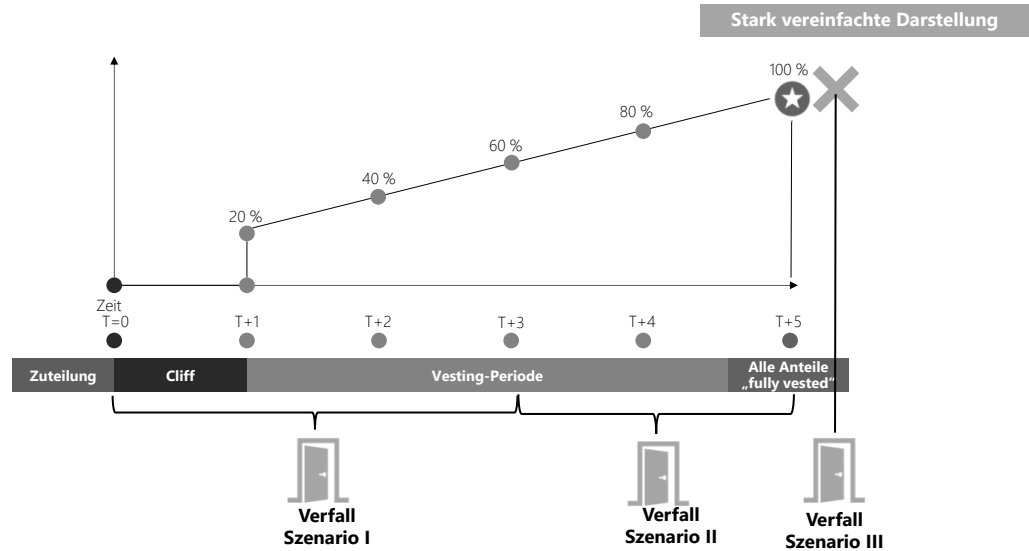 Stark vereinfachte Darstellung
100 %
80 %
60 %
40 %
20 %
Zeit
T=0
T+1
T+2
T+3
T+4
T+5
Zuteilung
Cliff
Vesting-Periode
Alle Anteile
„fully vested“
Verfall
Szenario I
Verfall
Szenario II
Verfall
Szenario III